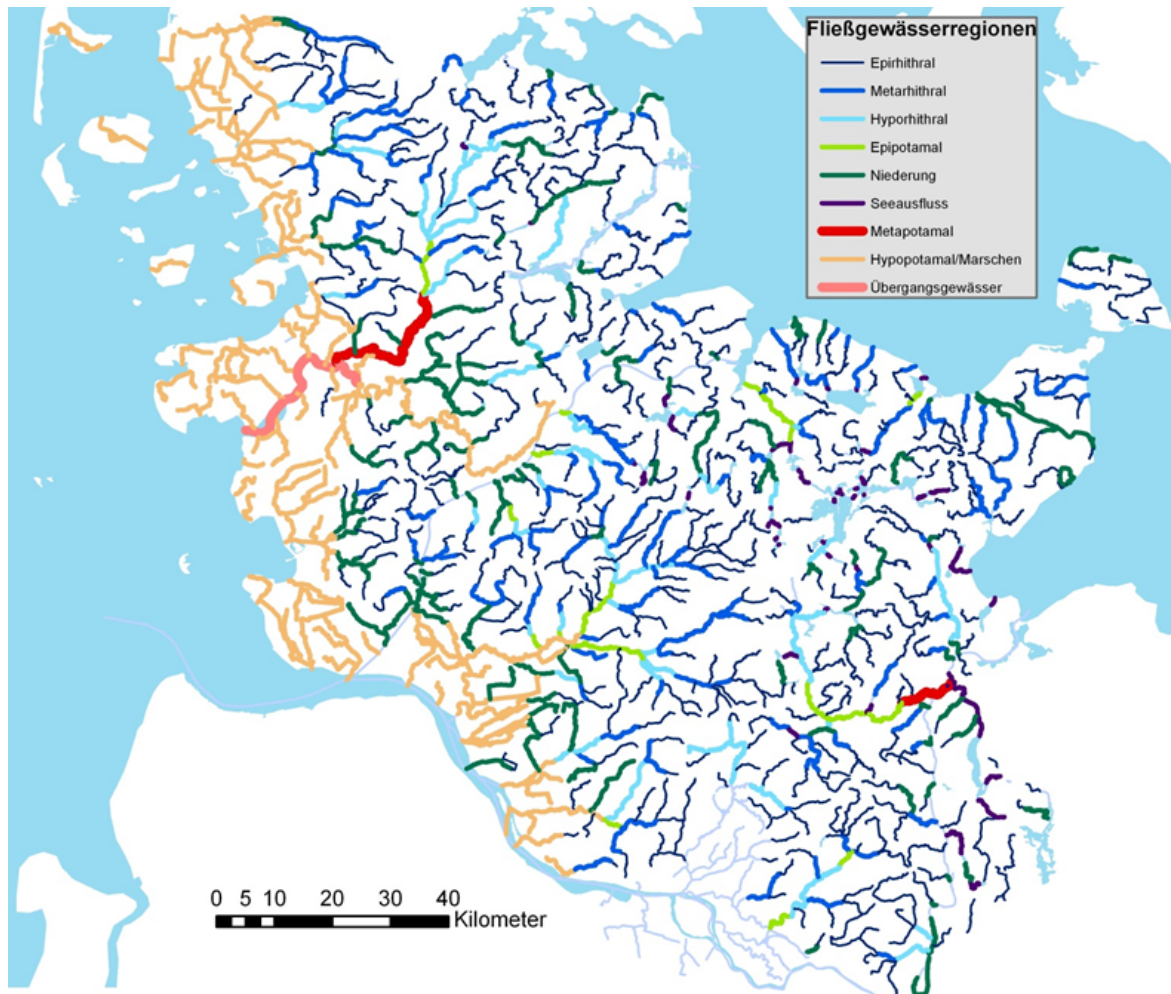 Fließgewässerregionen
Epirhithral
Metarhithral
Hyporhithral
Epipotamal
Niederung
Seeausfluss
Metapotamal
Hypopotamal/Marschen
Übergangsgewässer
0 5 10 20 30 40
Kilometer